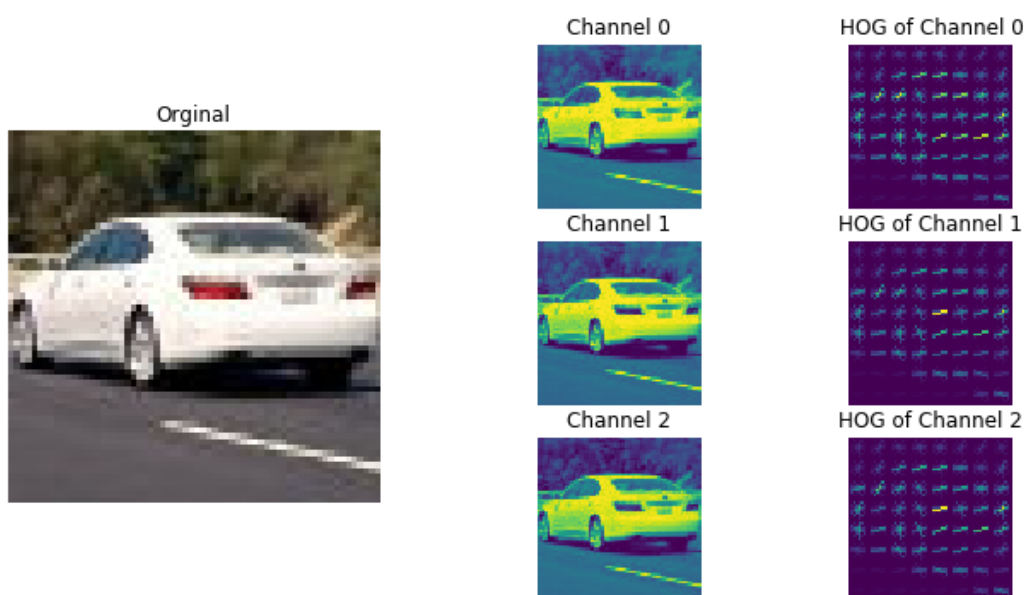 Orginal
Channel 0
HOG of Channel 0
Channel 1
HOG of Channel 1
Channel 2
HOG of Channel 2